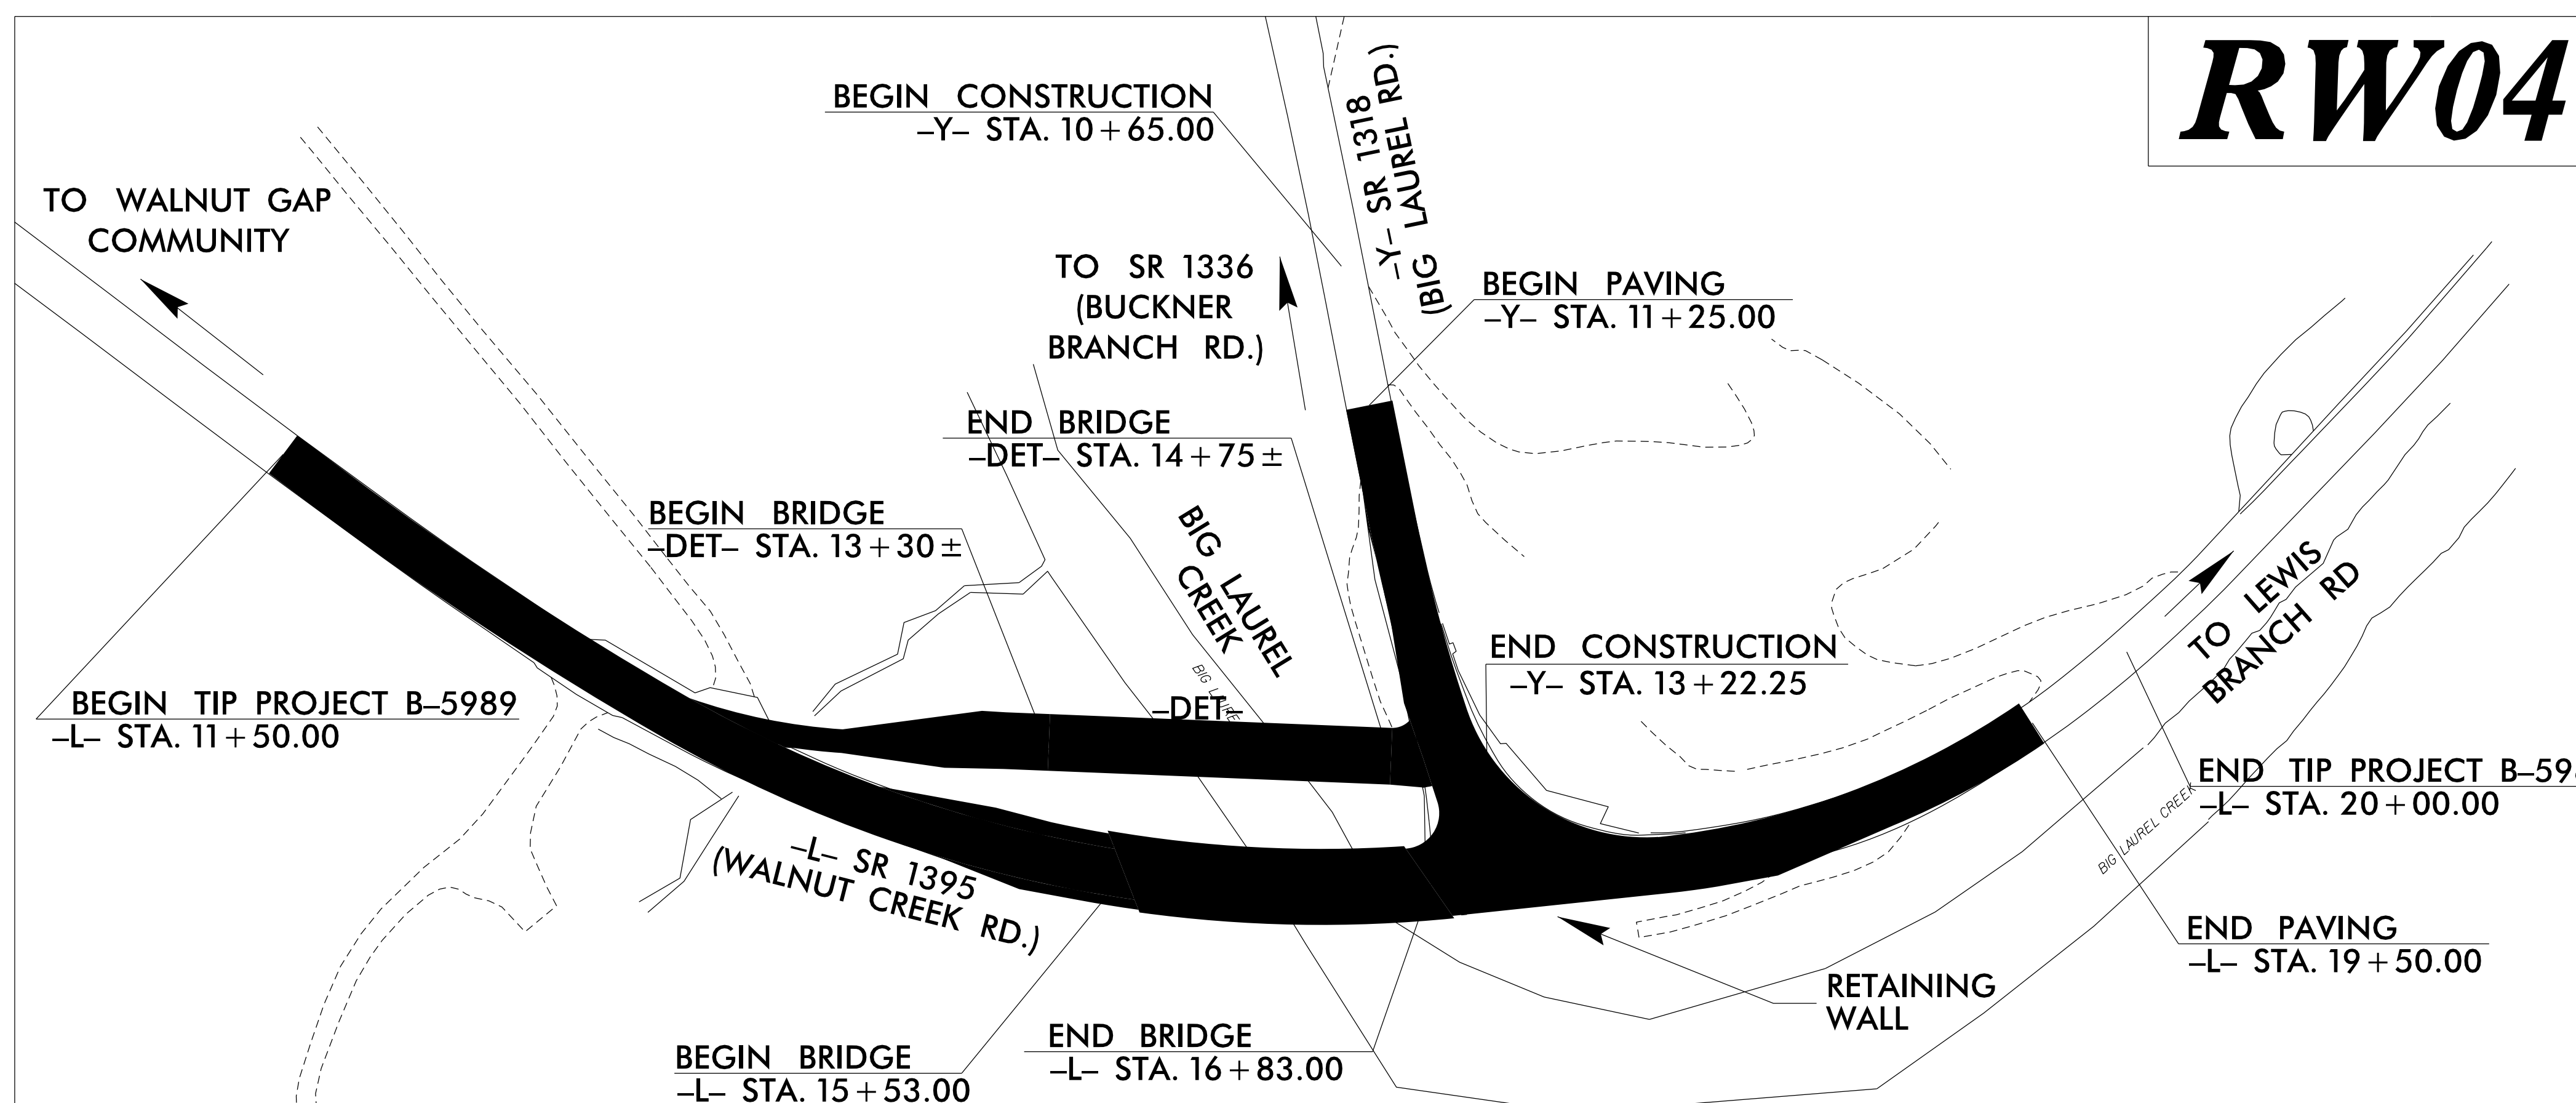 RW04
BEGIN CONSTRUCTION
–Y– STA. 10+65.00
–Y– SR 1318
(BIG LAUREL RD.)
TO WALNUT GAP
COMMUNITY
TO SR 1336
(BUCKNER
BRANCH RD.)
BEGIN PAVING
–Y– STA. 11+25.00
END BRIDGE
–DET– STA. 14+75±
BEGIN BRIDGE
–DET– STA. 13+30±
BIG LAUREL
CREEK
TO LEWIS
BRANCH RD
END CONSTRUCTION
–Y– STA. 13+22.25
BEGIN TIP PROJECT B–5989
–L– STA. 11+50.00
–DET–
END TIP PROJECT B–59
–L– STA. 20+00.00
BIG LAUREL CREEK
–L– SR 1395
(WALNUT CREEK RD.)
END PAVING
–L– STA. 19+50.00
RETAINING
WALL
BEGIN BRIDGE
–L– STA. 15+53.00
END BRIDGE
–L– STA. 16+83.00